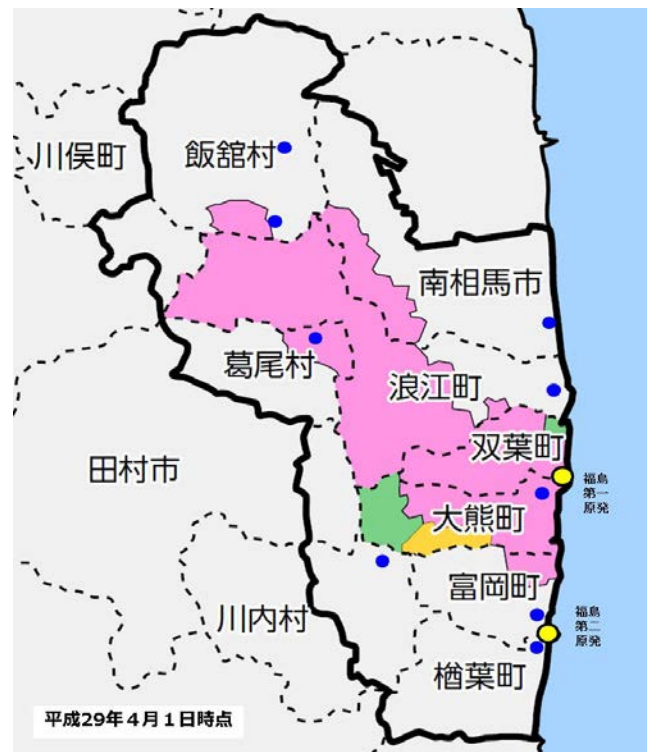 川俣町
飯舘村
南相馬市
葛尾村
浪江町
双葉町
田村市
福島
第一
原発
大熊町
富岡町
川内村
福島
第二
原発
楢葉町
平成29年4月1日時点